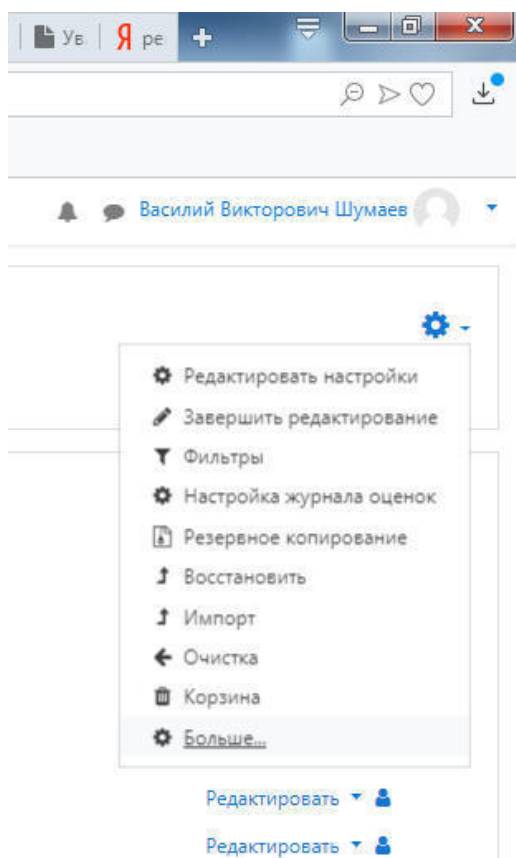 Ув Я ре
Василий Викторович Шумаев
Редактировать настройки
Завершить редактирование
Фильтры
Настройка журнала оценок
Резервное копирование
Восстановить
Импорт
Очистка
Корзина
Больше...
Редактировать
Редактировать